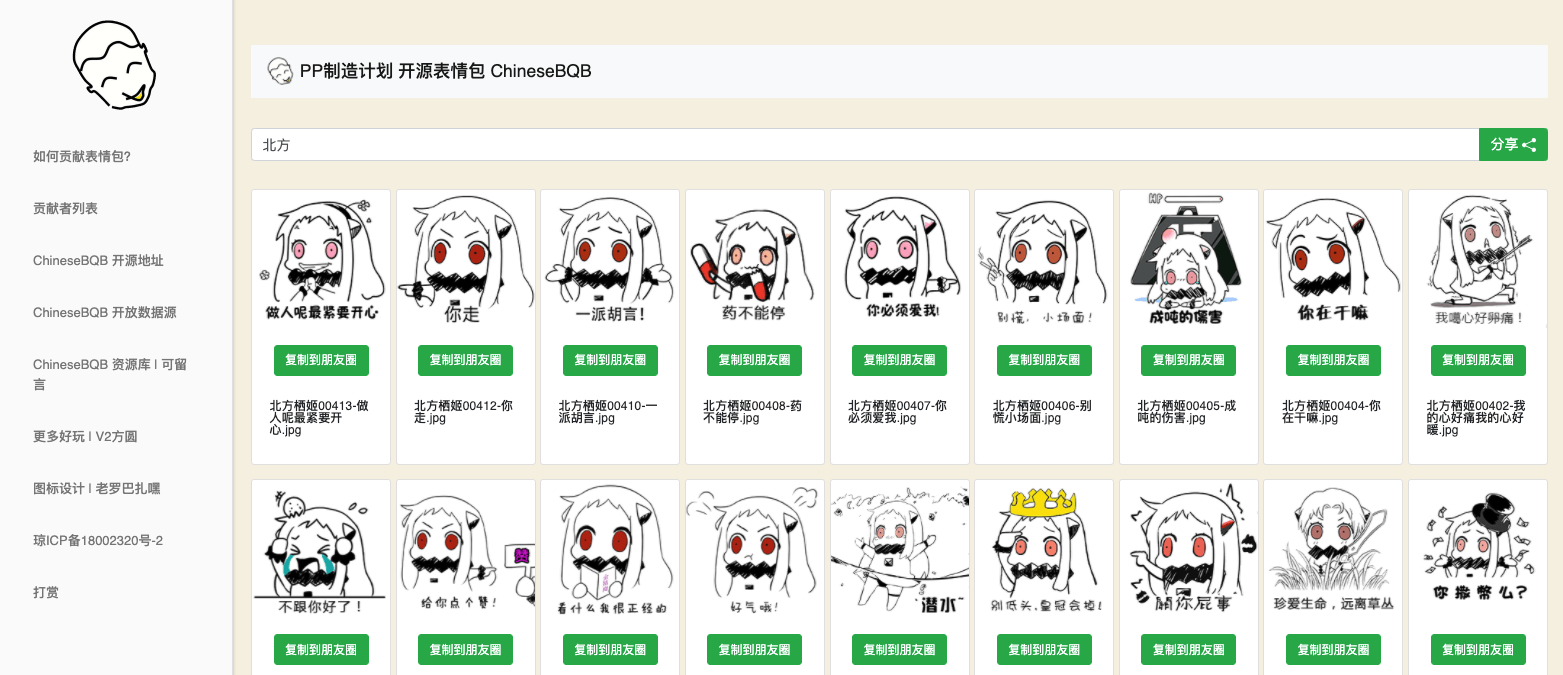 PP制造计划 开源表情包 ChineseBQB
如何贡献表情包?
贡献者列表
ChineseBQB 开源地址
ChineseBQB 开放数据源
ChineseBQB 资源库 | 可留
言
更多好玩 | V2方圆
图标设计 | 老罗巴扎嘿
琼ICP备18002320号-2
打赏
北方
分享
做人呢最紧要开心
你走
一派胡言!
药不能停
你必须爱我!
别慌，小场面!
HP
成吨的傷害
你在干嘛
我噶心好卵痛!
复制到朋友圈
复制到朋友圈
复制到朋友圈
复制到朋友圈
复制到朋友圈
复制到朋友圈
复制到朋友圈
复制到朋友圈
复制到朋友圈
北方栖姬00413-做
人呢最紧要开
心.jpg
北方栖姬00412-你
走.jpg
北方栖姬00410-一
派胡言.jpg
北方栖姬00408-药
不能停.jpg
北方栖姬00407-你
必须爱我.jpg
北方栖姬00406-别
慌小场面.jpg
北方栖姬00405-成
吨的伤害.jpg
北方栖姬00404-你
在干嘛.jpg
北方栖姬00402-我
的心好痛我的心好
暖.jpg
不跟你好了!
赞
给你点个赞!
看什么我很正经的
好气哦!
潜水~
别低头,皇冠会掉!
關你屁事
珍爱生命，远离草丛
你撒幣么?
复制到朋友圈
复制到朋友圈
复制到朋友圈
复制到朋友圈
复制到朋友圈
复制到朋友圈
复制到朋友圈
复制到朋友圈
复制到朋友圈